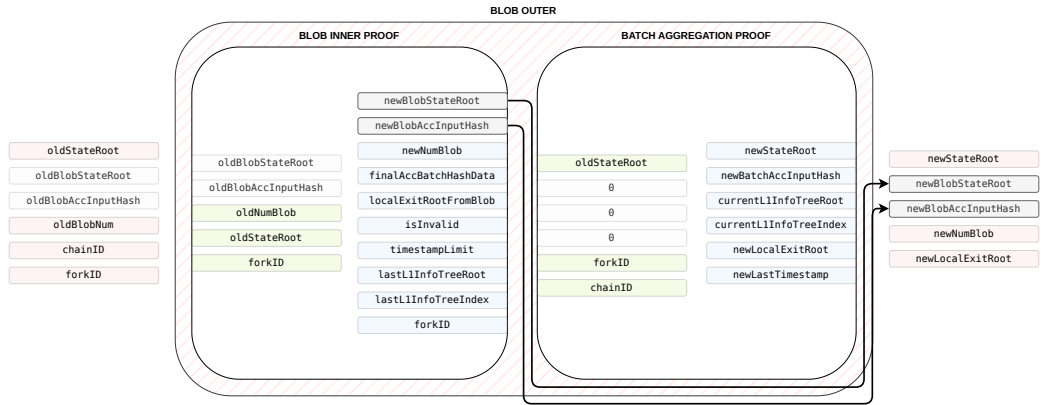 BLOB OUTER
BLOB INNER PROOF
BATCH AGGREGATION PROOF
oldStateRoot
oldBlobStateRoot
oldBlobAccInputHash
oldBlobNum
chainID
forkID
oldBlobStateRoot
oldBlobAccInputHash
oldNumBlob
oldStateRoot
forkID
newBlobStateRoot
newBlobAccInputHash
newNumBlob
finalAccBatchHashData
localExitRootFromBlob
isInvalid
timestampLimit
lastL1InfoTreeRoot
lastL1InfoTreeIndex
forkID
oldStateRoot
0
0
0
forkID
chainID
newStateRoot
newBatchAccInputHash
currentL1InfoTreeRoot
currentL1InfoTreeIndex
newLocalExitRoot
newLastTimestamp
newStateRoot
newBlobStateRoot
newBlobAccInputHash
newNumBlob
newLocalExitRoot